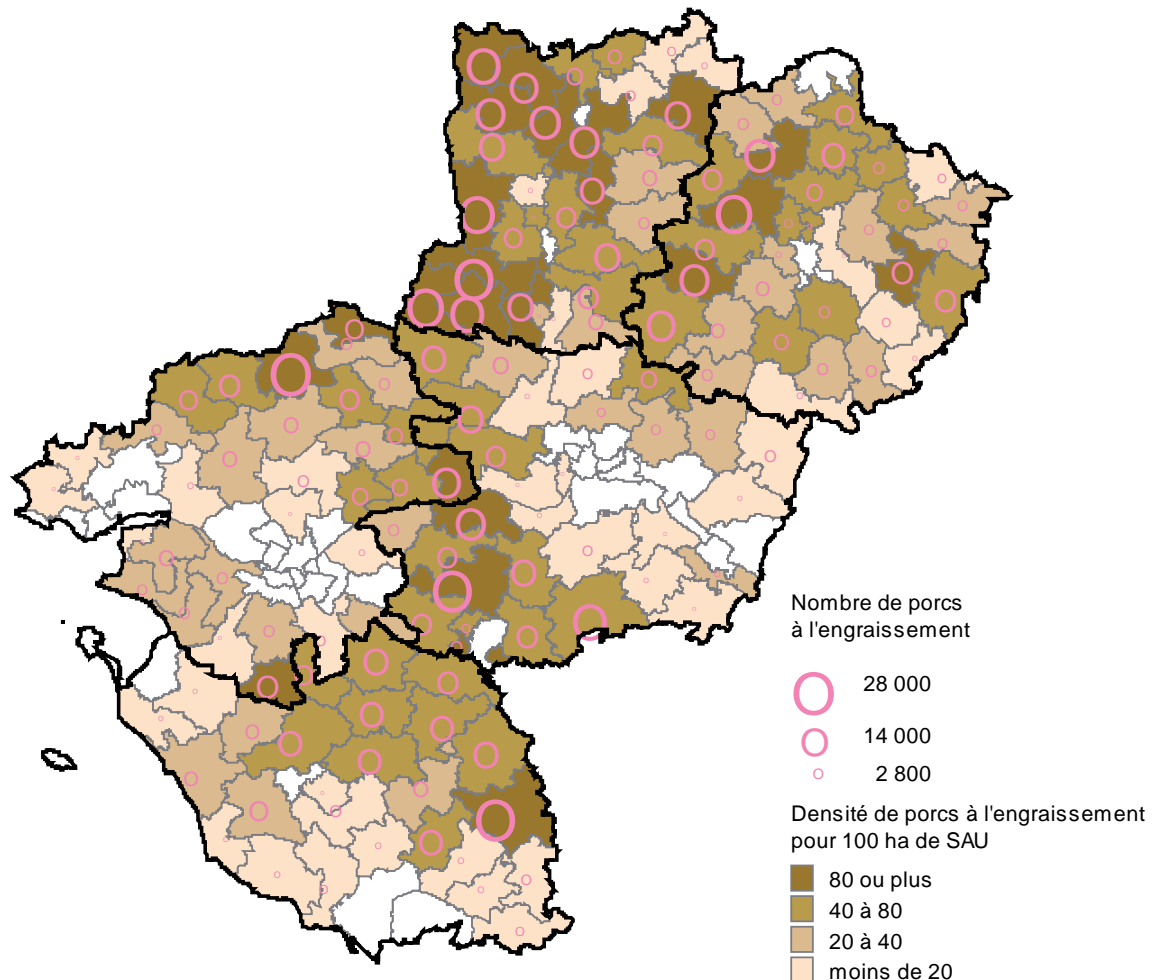 Nombre de porcs
à l'engraissement
28 000
14 000
2 800
Densité de porcs à l'engraissement
pour 100 ha de SAU
80 ou plus
40 à 80
20 à 40
moins de 20